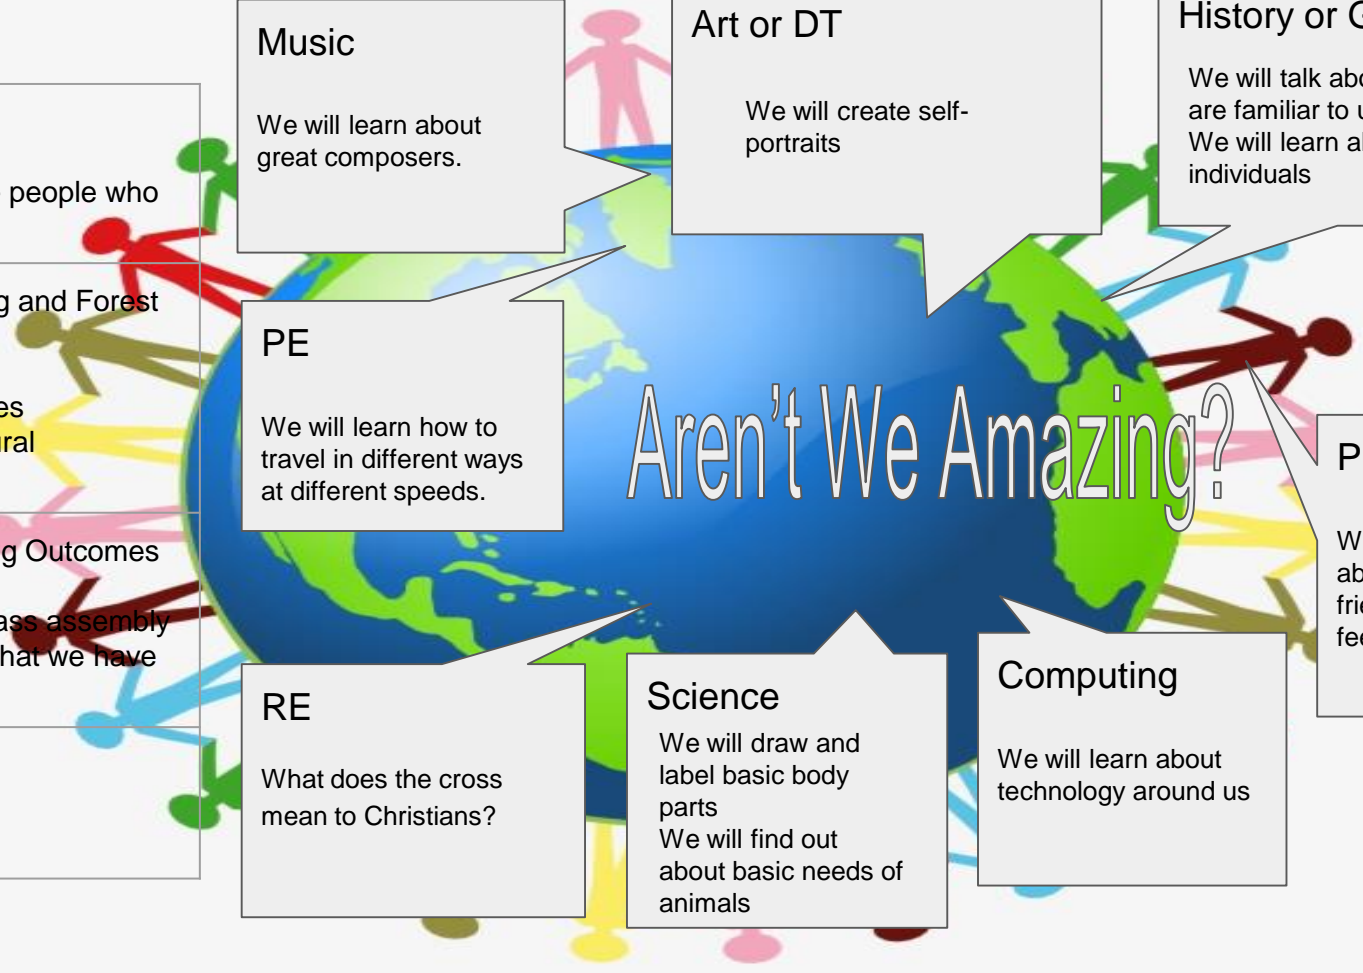 people who
g and Forest
es
ral
g Outcomes
ass assembly
hat we have
Music
We will learn about
great composers.
Art or DT
We will create self-
portraits
History or G
We will talk abo
are familiar to u
We will learn a
individuals
PE
We will learn how to
travel in different ways
at different speeds.
Aren't We Amazing?
P
W
ab
frie
fee
RE
What does the cross
mean to Christians?
Science
We will draw and
label basic body
parts
We will find out
about basic needs of
animals
Computing
We will learn about
technology around us